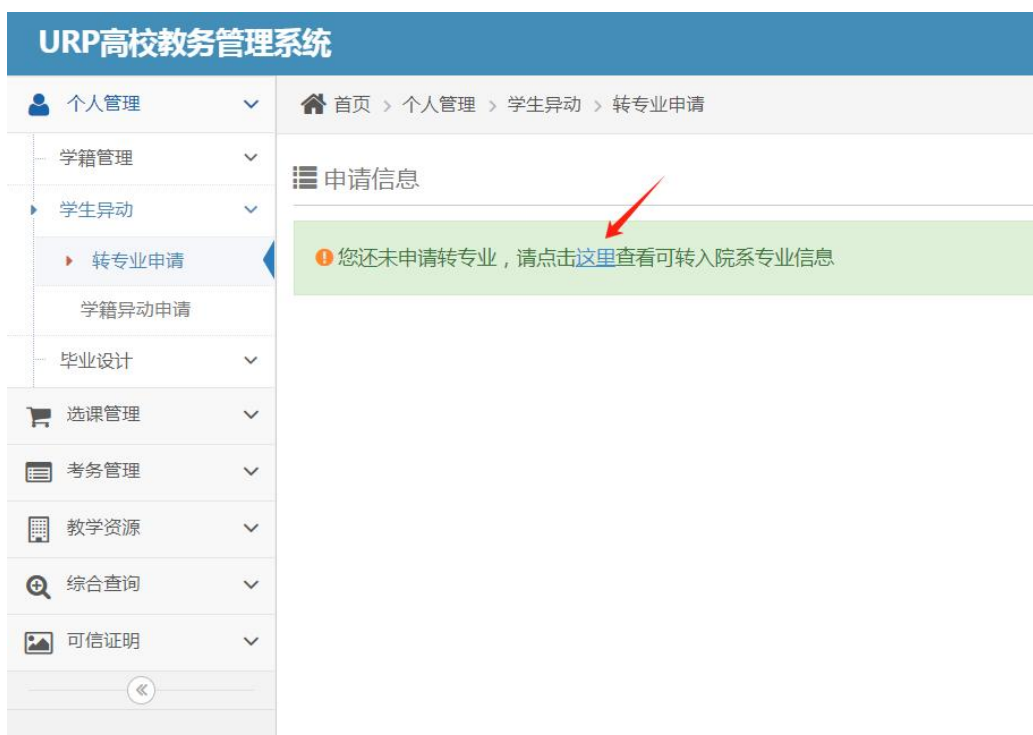 URP高校教务管理系统
个人管理
首页 > 个人管理 > 学生异动 > 转专业申请
学籍管理
申请信息
学生异动
您还未申请转专业，请点击这里查看可转入院系专业信息
转专业申请
学籍异动申请
毕业设计
选课管理
考务管理
教学资源
综合查询
可信证明